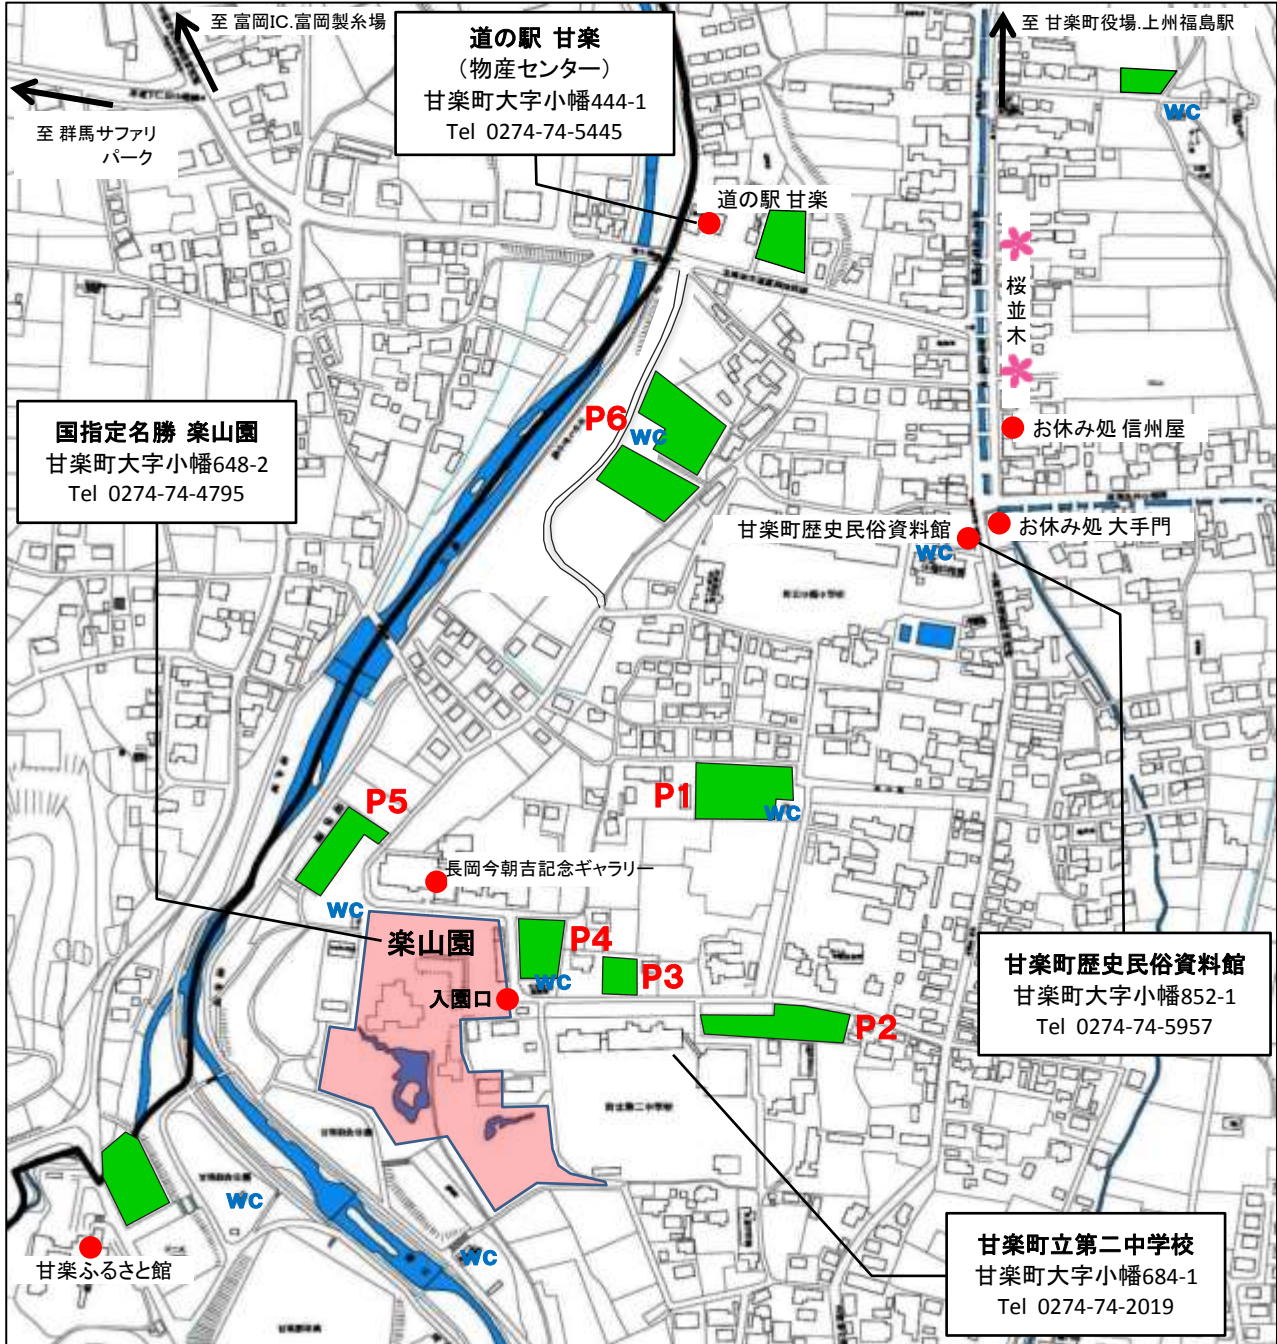 至 富岡IC.富岡製糸場
至 群馬サファリ
パーク
道の駅 甘楽
（物産センター）
甘楽町大字小幡444-1
Tel 0274-74-5445
至 甘楽町役場.上州福島駅
WC
道の駅 甘楽
桜並木
国指定名勝 楽山園
甘楽町大字小幡648-2
Tel 0274-74-4795
P6
WC
お休み処 信州屋
甘楽町歴史民俗資料館
WC
お休み処 大手門
P1
WC
P5
長岡今朝吉記念ギャラリー
WC
楽山園
P4
WC
P3
入園口
P2
甘楽町歴史民俗資料館
甘楽町大字小幡852-1
Tel 0274-74-5957
WC
WC
甘楽ふるさと館
甘楽町立第二中学校
甘楽町大字小幡684-1
Tel 0274-74-2019